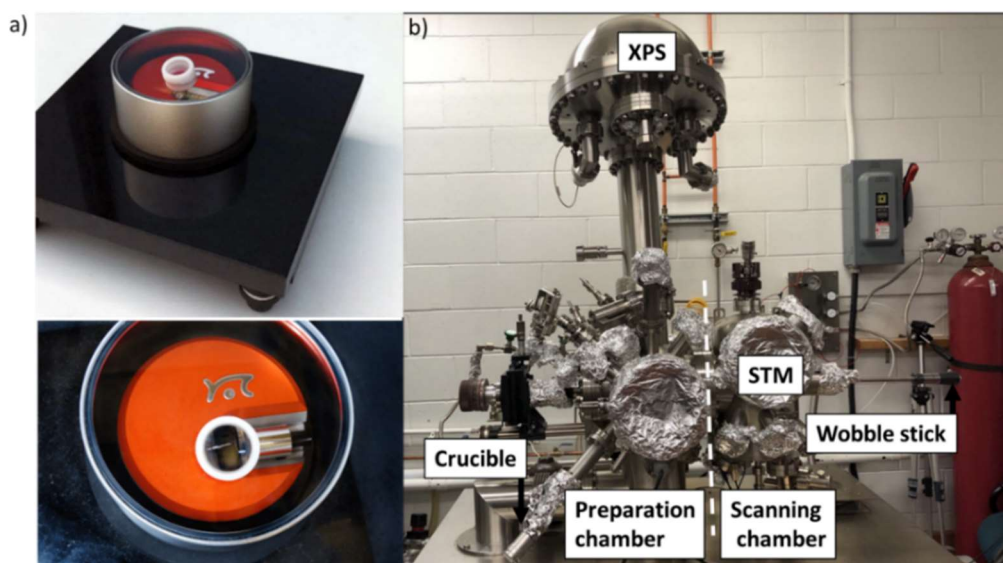 a)
b)
XPS
STM
Crucible
Wobble stick
Preparation
chamber
Scanning
chamber